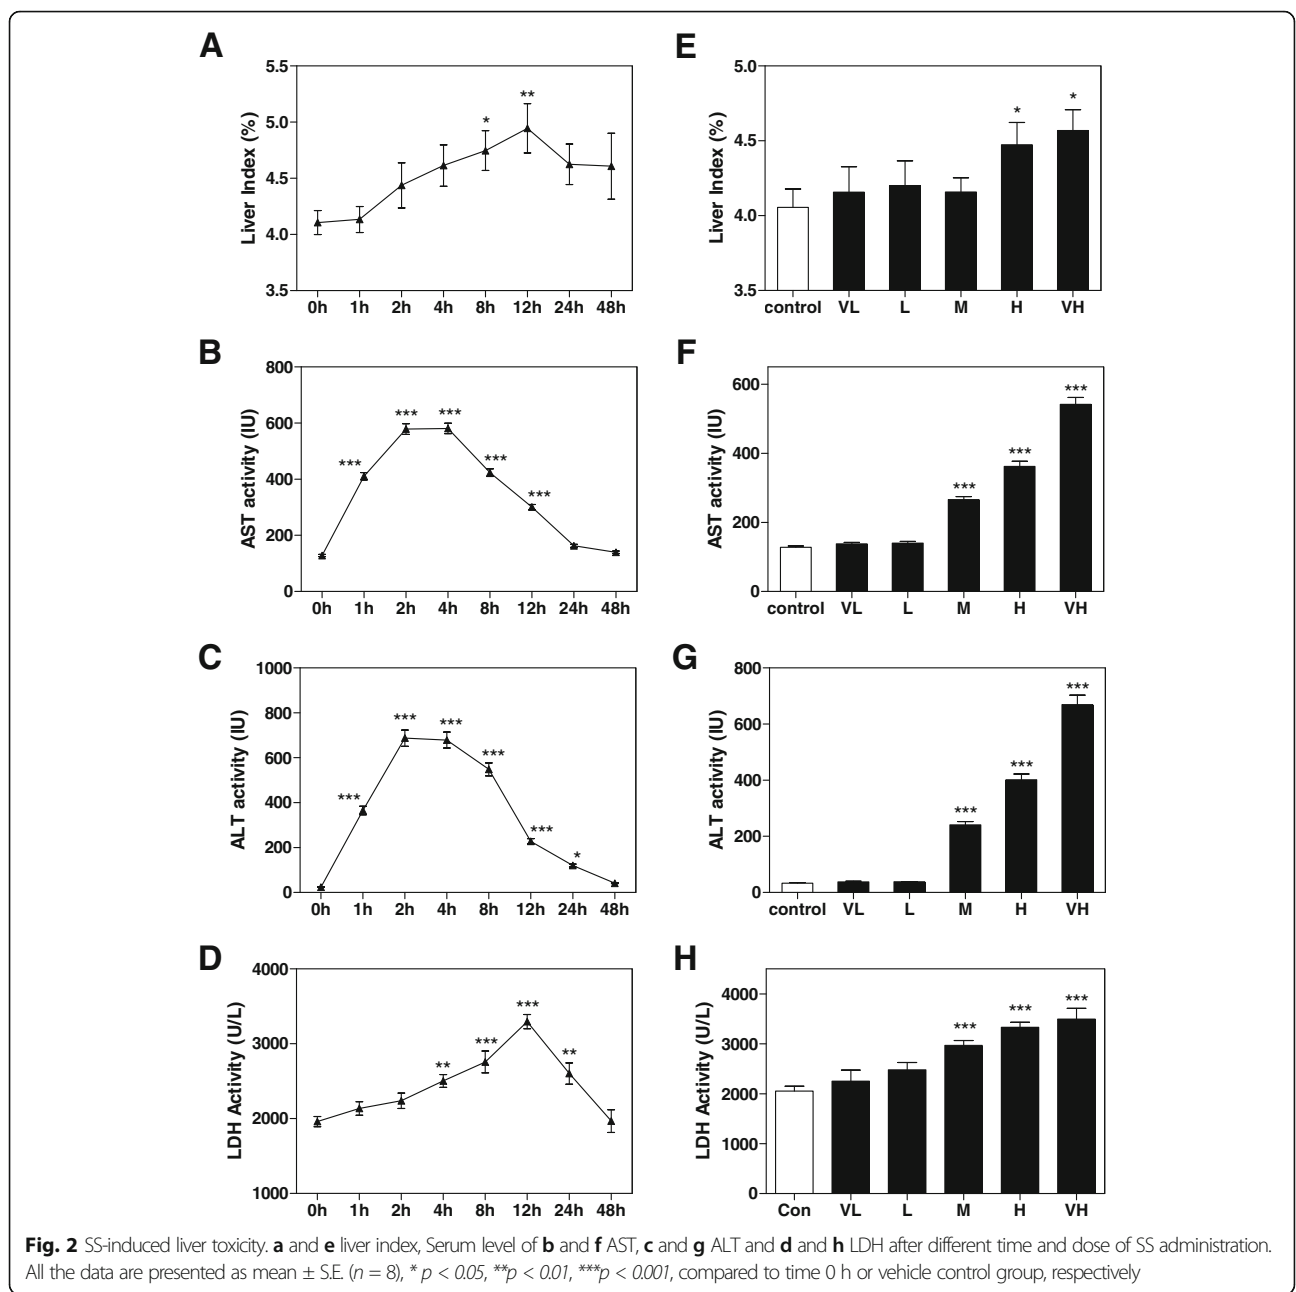 A
Liver Index (%)
5.5
5.0
4.5
4.0
3.5
*
**
0h 1h 2h 4h 8h 12h 24h 48h
E
Liver Index (%)
5.0
4.5
4.0
3.5
*
*
control VL L M H VH
B
AST activity (IU)
800
600
400
200
0
***
***
***
***
***
0h 1h 2h 4h 8h 12h 24h 48h
F
AST activity (IU)
600
400
200
0
***
***
***
control VL L M H VH
C
ALT activity (IU)
1000
800
600
400
200
0
***
***
***
***
***
*
0h 1h 2h 4h 8h 12h 24h 48h
G
ALT activity (IU)
800
600
400
200
0
***
***
***
control VL L M H VH
D
LDH Activity (U/L)
4000
3000
2000
1000
**
***
***
**
0h 1h 2h 4h 8h 12h 24h 48h
H
LDH Activity (U/L)
4000
3000
2000
1000
0
***
***
***
Con VL L M H VH
Fig. 2 SS-induced liver toxicity. a and e liver index, Serum level of b and f AST, c and g ALT and d and h LDH after different time and dose of SS administration.
All the data are presented as mean ± S.E. (n = 8), * p < 0.05, **p < 0.01, ***p < 0.001, compared to time 0 h or vehicle control group, respectively